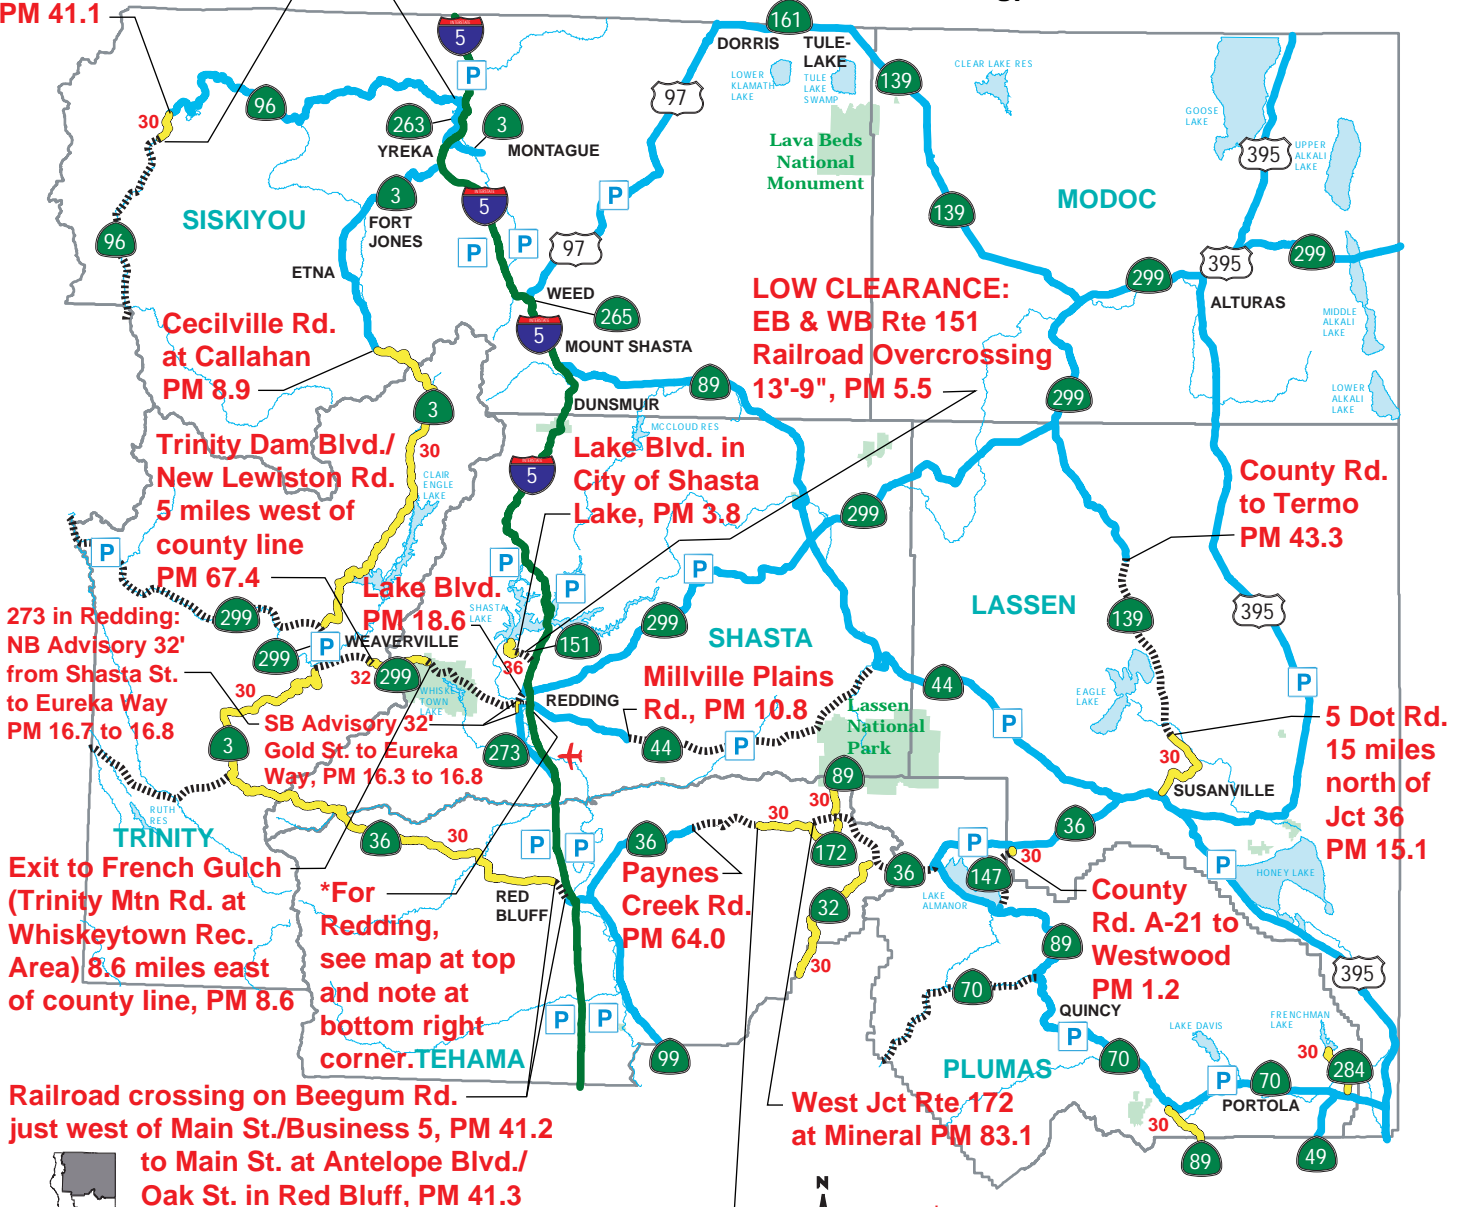 PM 41.1
161
5
DORRIS
TULE-
LAKE
P
LOWER
KLAMATH
LAKE
TULE
LAKE
SWAMP
139
CLEAR LAKE RES
97
96
30
263
3
YREKA
MONTAGUE
GOOSE
LAKE
395
UPPER
ALKALI
LAKE
Lava Beds
National
Monument
SISKIYOU
3
FORT
JONES
5
P
139
MODOC
96
P
P
97
ETNA
395
299
299
ALTURAS
WEED
265
LOW CLEARANCE:
EB & WB Rte 151
Railroad Overcrossing
13'-9", PM 5.5
MIDDLE
ALKALI
LAKE
5
MOUNT SHASTA
Cecilville Rd.
at Callahan
PM 8.9
89
299
LOWER
ALKALI
LAKE
3
DUNSMUIR
MCCLOUD RES
30
Trinity Dam Blvd./
New Lewiston Rd.
5 miles west of
county line
PM 67.4
CLAIR
ENGLE
LAKE
5
Lake Blvd. in
City of Shasta
Lake, PM 3.8
299
County Rd.
to Termo
PM 43.3
P
P
P
P
Lake Blvd.
PM 18.6
SHASTA
LAKE
LASSEN
139
395
273 in Redding:
NB Advisory 32'
from Shasta St.
to Eureka Way
PM 16.7 to 16.8
299
299
P
WEAVERVILLE
299
151
36
SHASTA
32
299
WHISKE
TOWN
LAKE
30
Millville Plains
Rd., PM 10.8
44
EAGLE
LAKE
P
REDDING
SB Advisory 32'
Gold St. to Eureka
Way, PM 16.3 to 16.8
273
44
P
Lassen
National
Park
P
5 Dot Rd.
15 miles
north of
Jct 36
PM 15.1
3
30
89
SUSANVILLE
RUTH
RES
TRINITY
36
30
P
P
36
30
30
172
P
36
30
147
P
HONEY LAKE
Exit to French Gulch
(Trinity Mtn Rd. at
Whiskeytown Rec.
Area) 8.6 miles east
of county line, PM 8.6
*For
Redding,
see map at top
and note at
bottom right
corner.
RED
BLUFF
Paynes
Creek Rd.
PM 64.0
36
LAKE
ALMANOR
32
30
County
Rd. A-21 to
Westwood
PM 1.2
89
395
70
QUINCY
P
P
P
LAKE DAVIS
FRENCHMAN
LAKE
TEHAMA
99
PLUMAS
70
30
284
P
70
PORTOLA
Railroad crossing on Beegum Rd.
just west of Main St./Business 5, PM 41.2
to Main St. at Antelope Blvd./
Oak St. in Red Bluff, PM 41.3
West Jct Rte 172
at Mineral PM 83.1
30
89
49
N